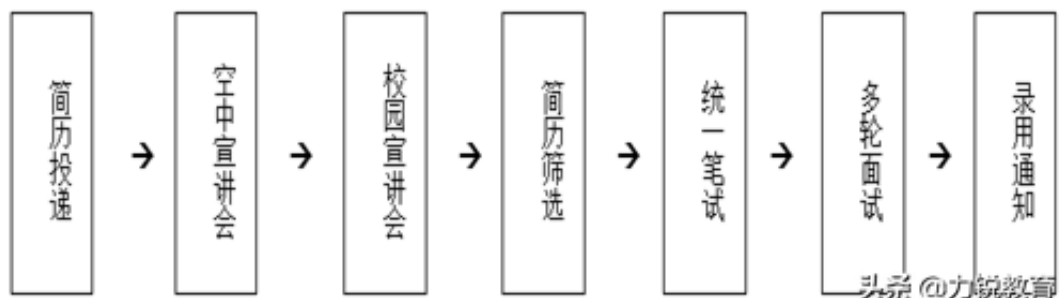 简历投递
→
空中宣讲会
→
校园宣讲会
→
简历筛选
→
统一笔试
→
多轮面试
→
录用通知
头条 @力锐教育